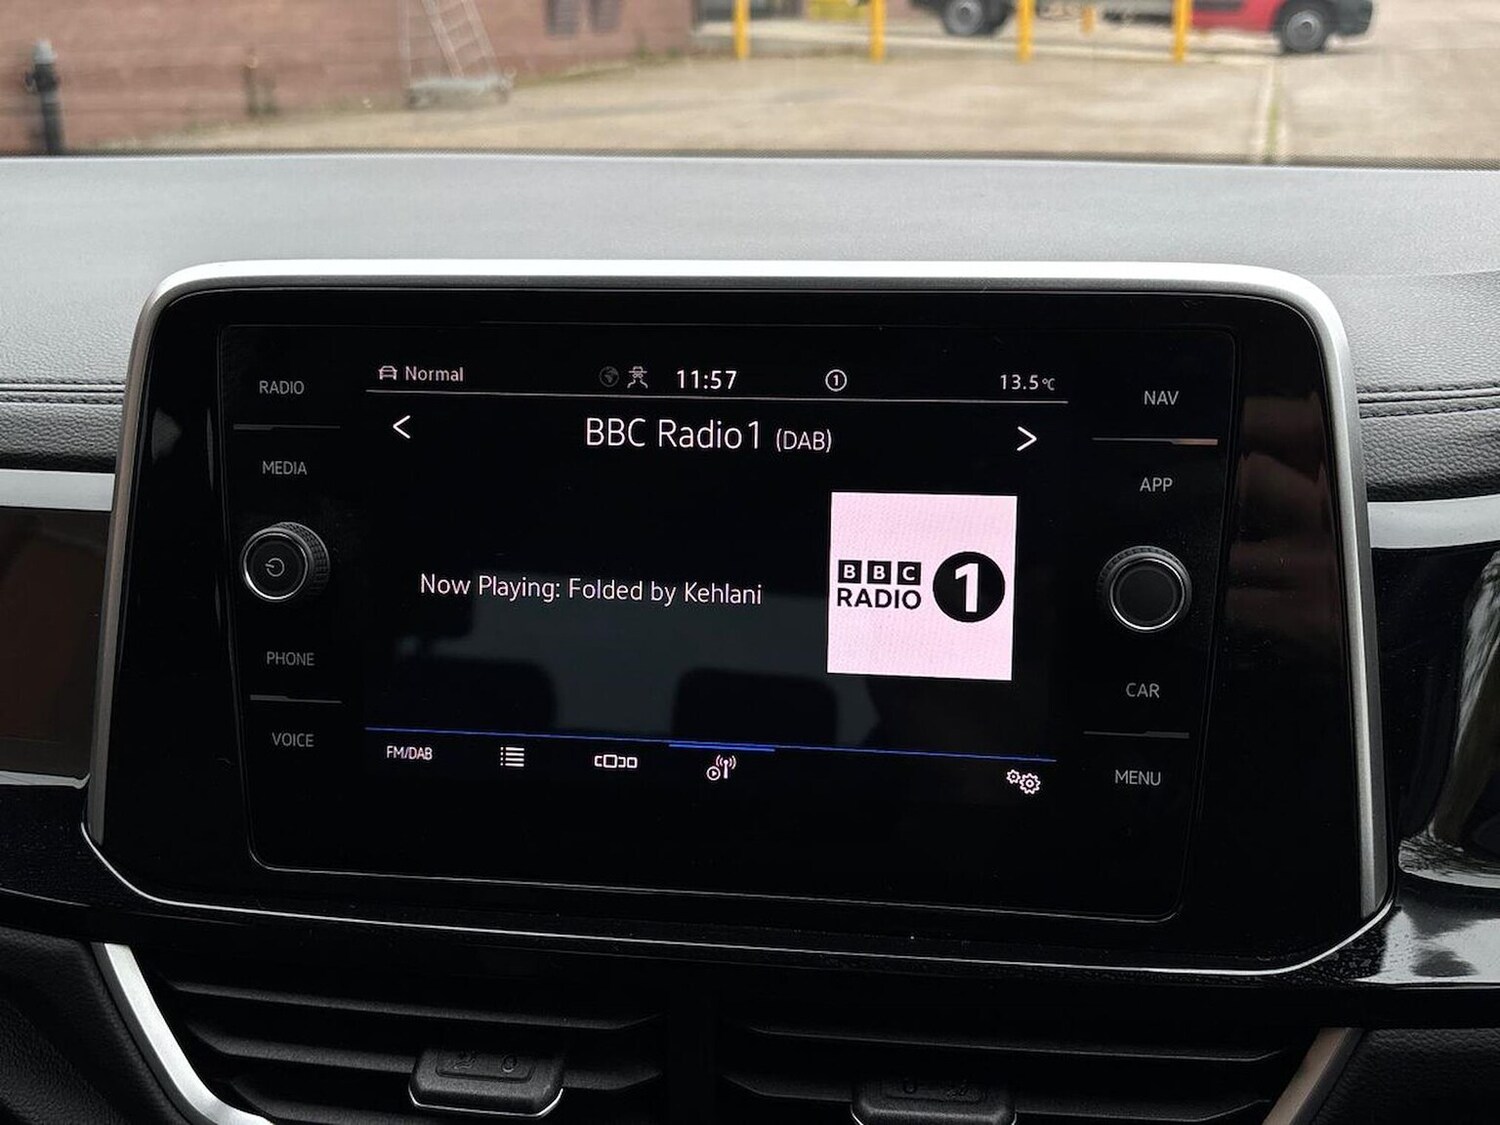 Normal
11:57
1
13.5°C
RADIO
MEDIA
PHONE
VOICE
BBC Radio1 (DAB)
Now Playing: Folded by Kehlani
BBC
RADIO
1
FM/DAB
NAV
APP
CAR
MENU